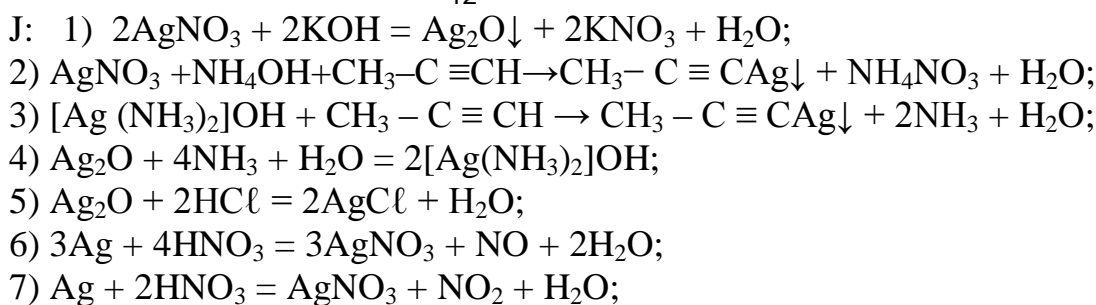 12
J: 1) 2AgNO₃ + 2KOH = Ag₂O↓ + 2KNO₃ + H₂O;
2) AgNO₃ +NH₄OH+CH₃–C ≡CH→CH₃− C ≡ CAg↓ + NH₄NO₃ + H₂O;
3) [Ag (NH₃)₂]OH + CH₃ – C ≡ CH → CH₃ – C ≡ CAg↓ + 2NH₃ + H₂O;
4) Ag₂O + 4NH₃ + H₂O = 2[Ag(NH₃)₂]OH;
5) Ag₂O + 2HCℓ = 2AgCℓ + H₂O;
6) 3Ag + 4HNO₃ = 3AgNO₃ + NO + 2H₂O;
7) Ag + 2HNO₃ = AgNO₃ + NO₂ + H₂O;